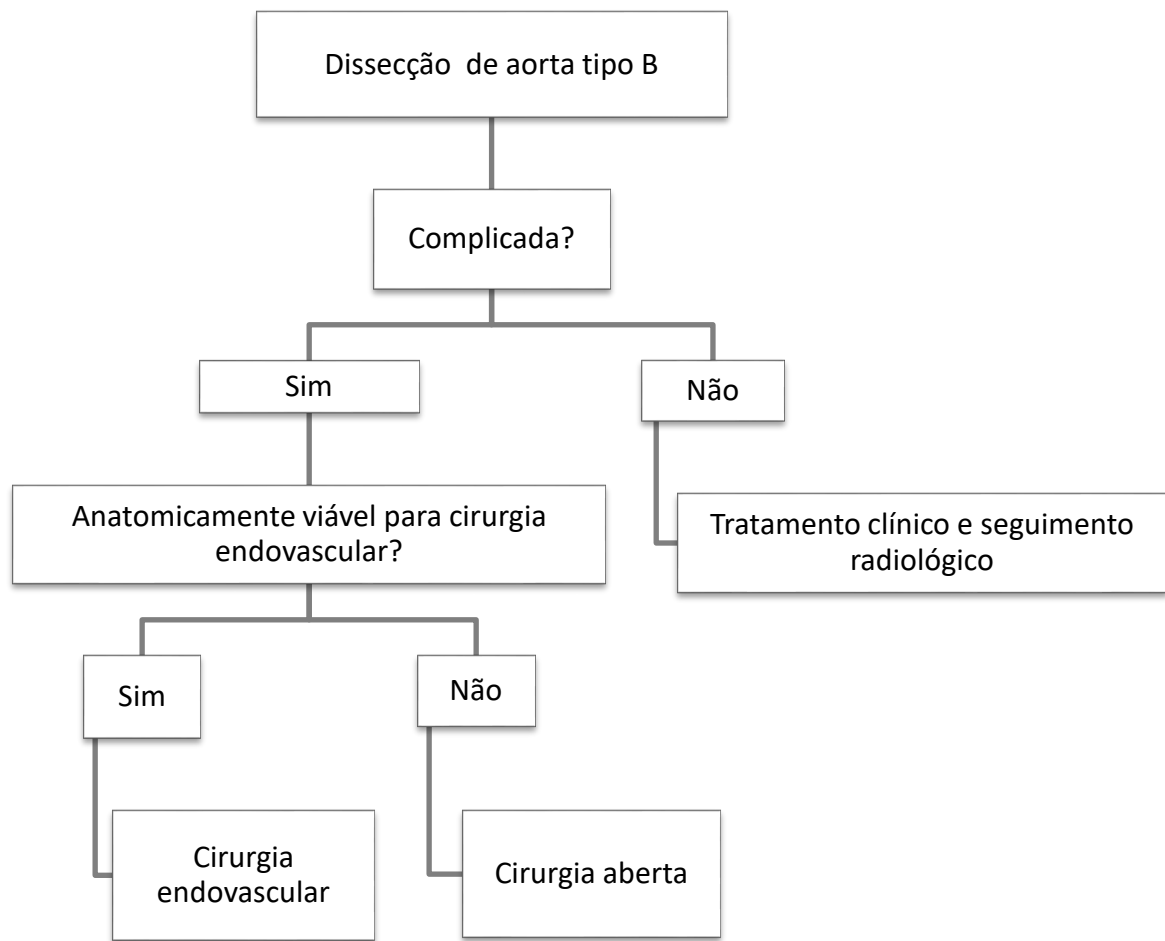 Dissecção de aorta tipo B
Complicada?
Sim
Não
Anatomicamente viável para cirurgia
endovascular?
Tratamento clínico e seguimento
radiológico
Sim
Não
Cirurgia
endovascular
Cirurgia aberta